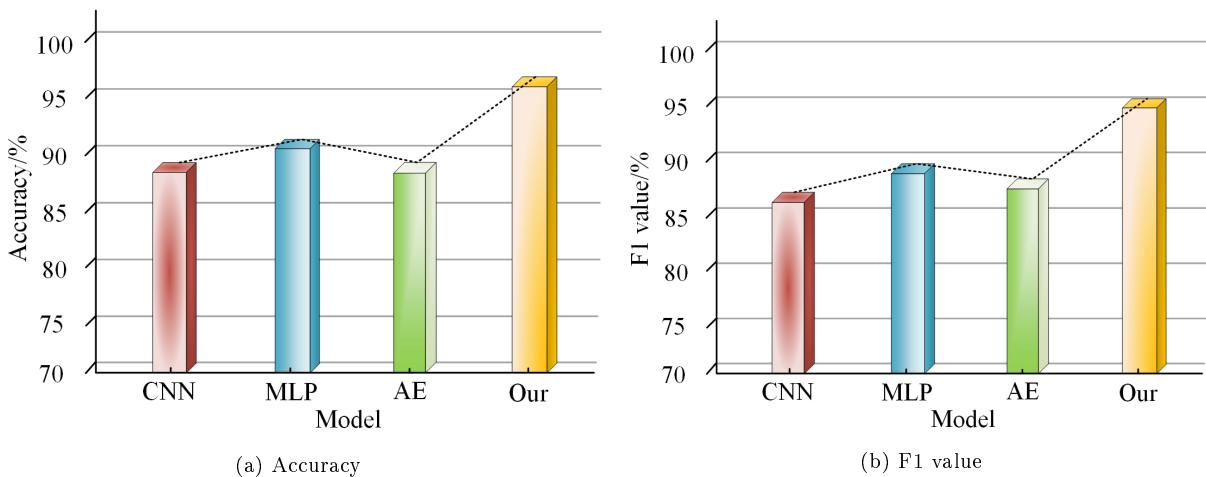 100
95
90
85
80
75
70
Accuracy/%
CNN MLP AE Our
Model
(a) Accuracy
100
95
90
85
80
75
70
F1 value/%
CNN MLP AE Our
Model
(b) F1 value